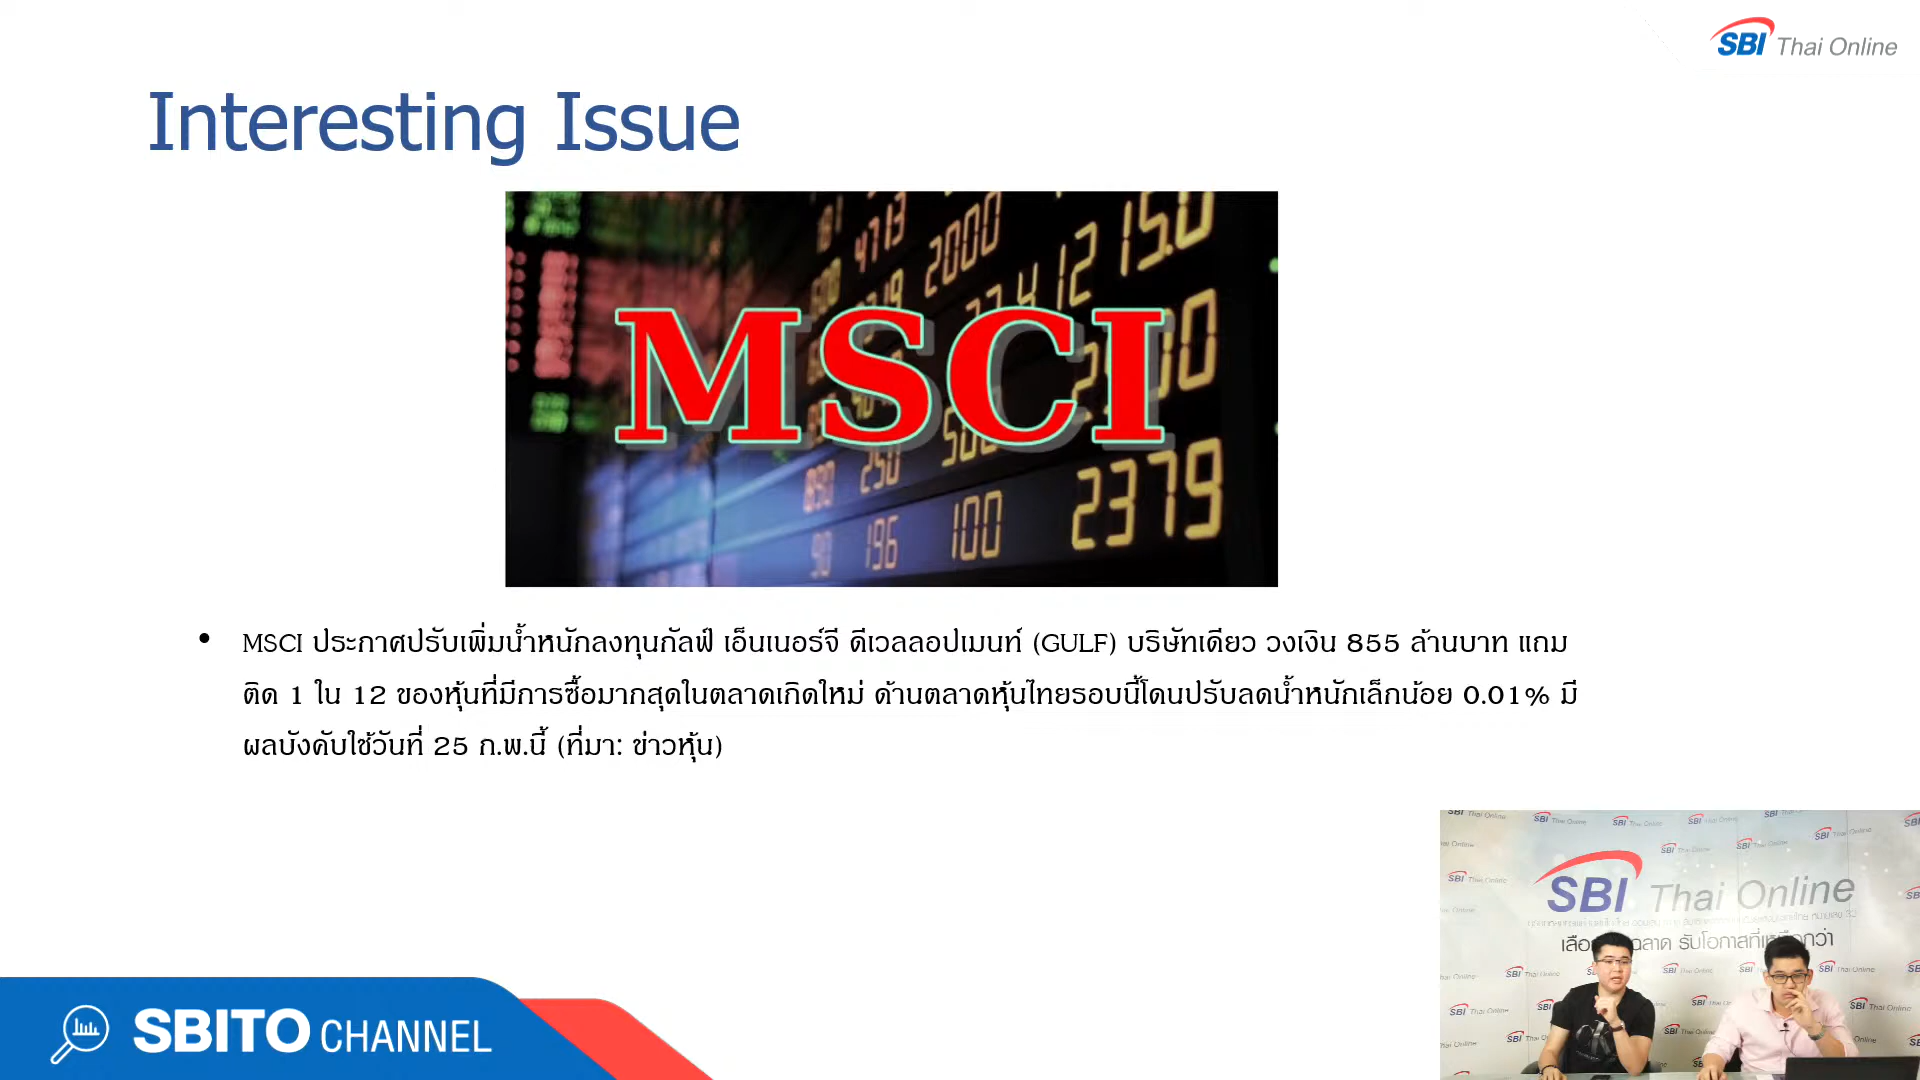 SBI Thai Online
Interesting Issue
MSCI
• MSCI ประกาศปรับเพิ่มน้ำหนักลงทุนกัลฟ์ เอ็นเนอร์จี ดีเวลลอปเมนท์ (GULF) บริษัทเดียว วงเงิน 855 ล้านบาท แถม
ติด 1 ใน 12 ของหุ้นที่มีการซื้อมากสุดในตลาดเกิดใหม่ ด้านตลาดหุ้นไทยรอบนี้โดนปรับลดน้ำหนักเล็กน้อย 0.01% มี
ผลบังคับใช้วันที่ 25 ก.พ.นี้ (ที่มา: ข่าวหุ้น)
4713
2000
1215.0
2379
250
100
196
90
SBI Thai Online
SBITO CHANNEL